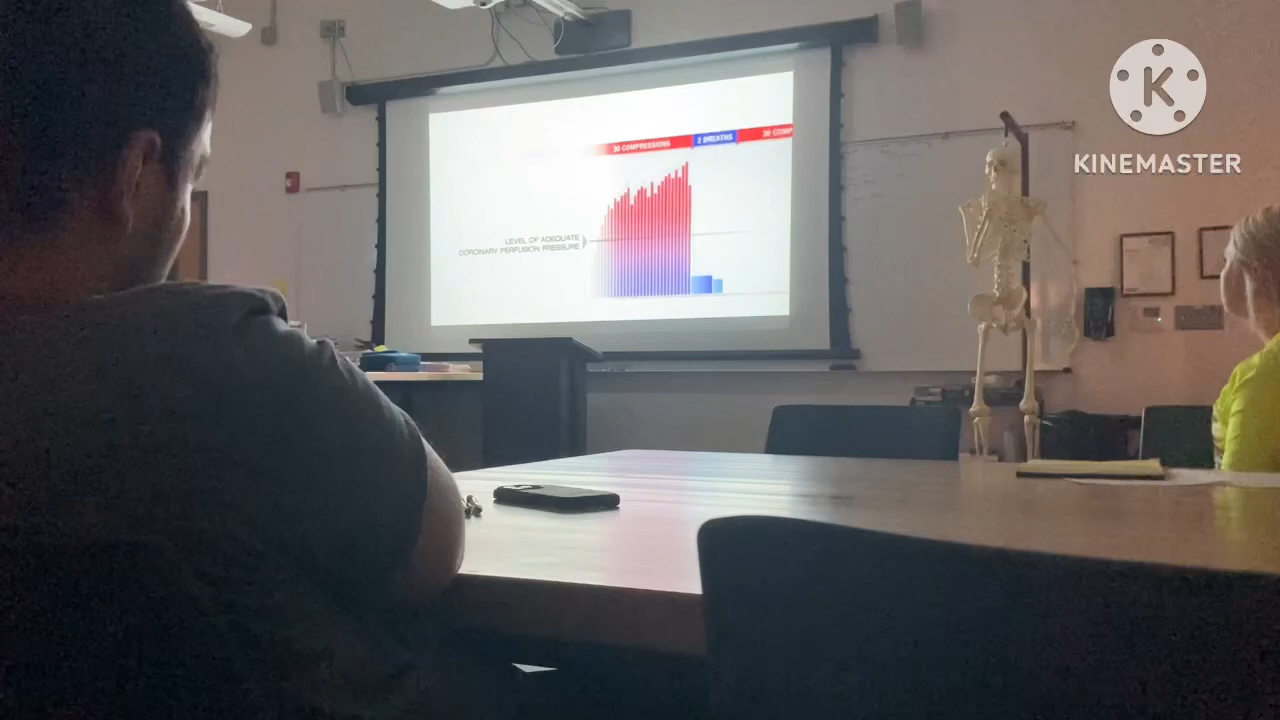 30 COMPRESSIONS
2 BREATHS
30 COMP
LEVEL OF ADEQUATE
CORONARY PERFUSION PRESSURE
K
KINEMASTER